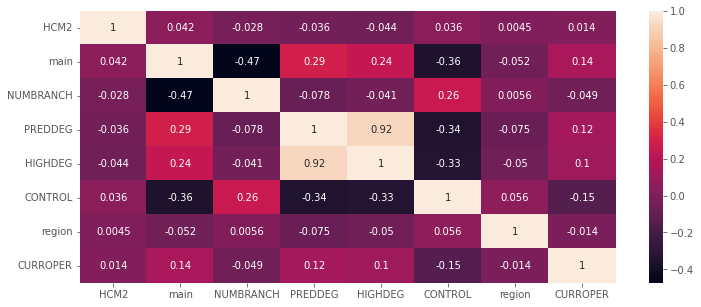 HCM2 1 0.042 -0.028 -0.036 -0.044 0.036 0.0045 0.014
main 0.042 1 -0.47 0.29 0.24 -0.36 -0.052 0.14
NUMBRANCH -0.028 -0.47 1 -0.078 -0.041 0.26 0.0056 -0.049
PREDDEG -0.036 0.29 -0.078 1 0.92 -0.34 -0.075 0.12
HIGHDEG -0.044 0.24 -0.041 0.92 1 -0.33 -0.05 0.1
CONTROL 0.036 -0.36 0.26 -0.34 -0.33 1 0.056 -0.15
region 0.0045 -0.052 0.0056 -0.075 -0.05 0.056 1 -0.014
CURROPER 0.014 0.14 -0.049 0.12 0.1 -0.15 -0.014 1
HCM2 main NUMBRANCH PREDDEG HIGHDEG CONTROL region CURROPER
1.0
0.8
0.6
0.4
0.2
0.0
−0.2
−0.4